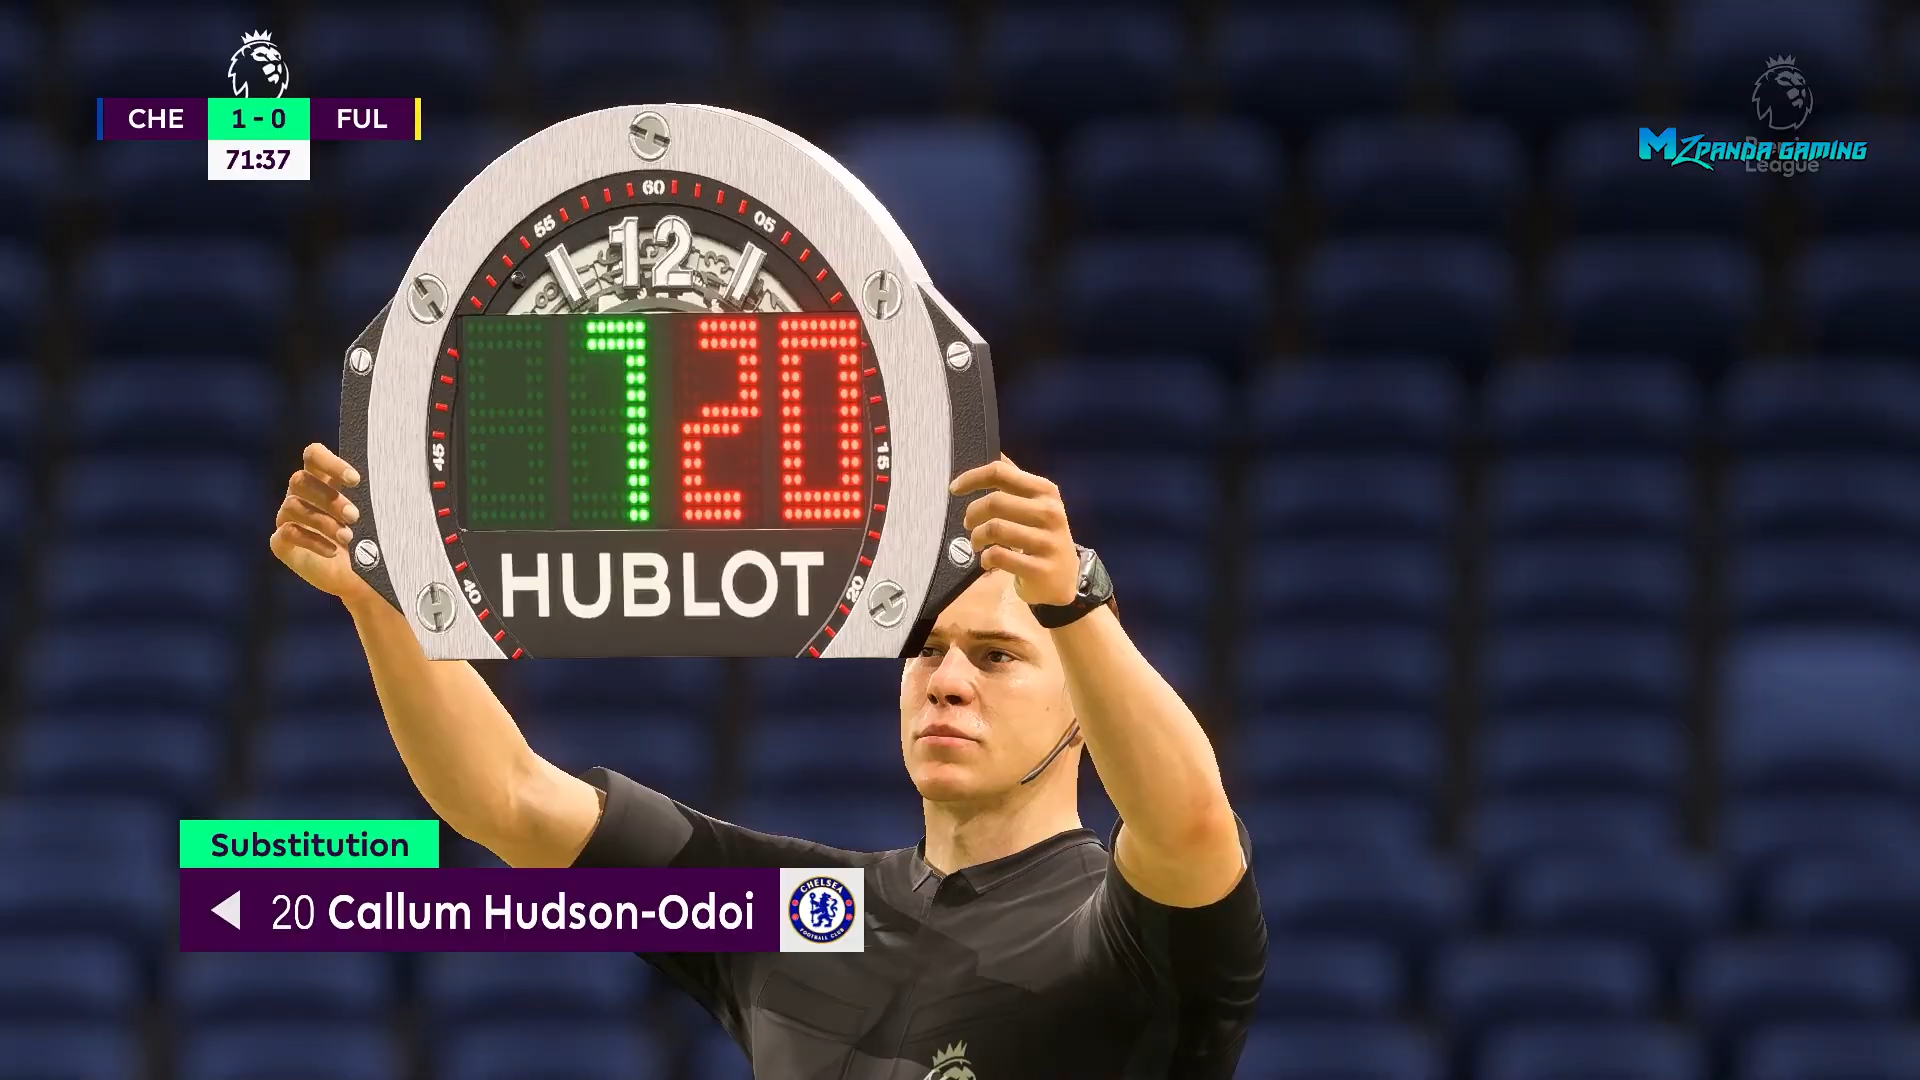 CHE 1 - 0 FUL
71:37
MZPANDA GAMING
League
60
55 05
12
7 20
45 15
40 20
HUBLOT
Substitution
20 Callum Hudson-Odoi
CHELSEA
FOOTBALL CLUB